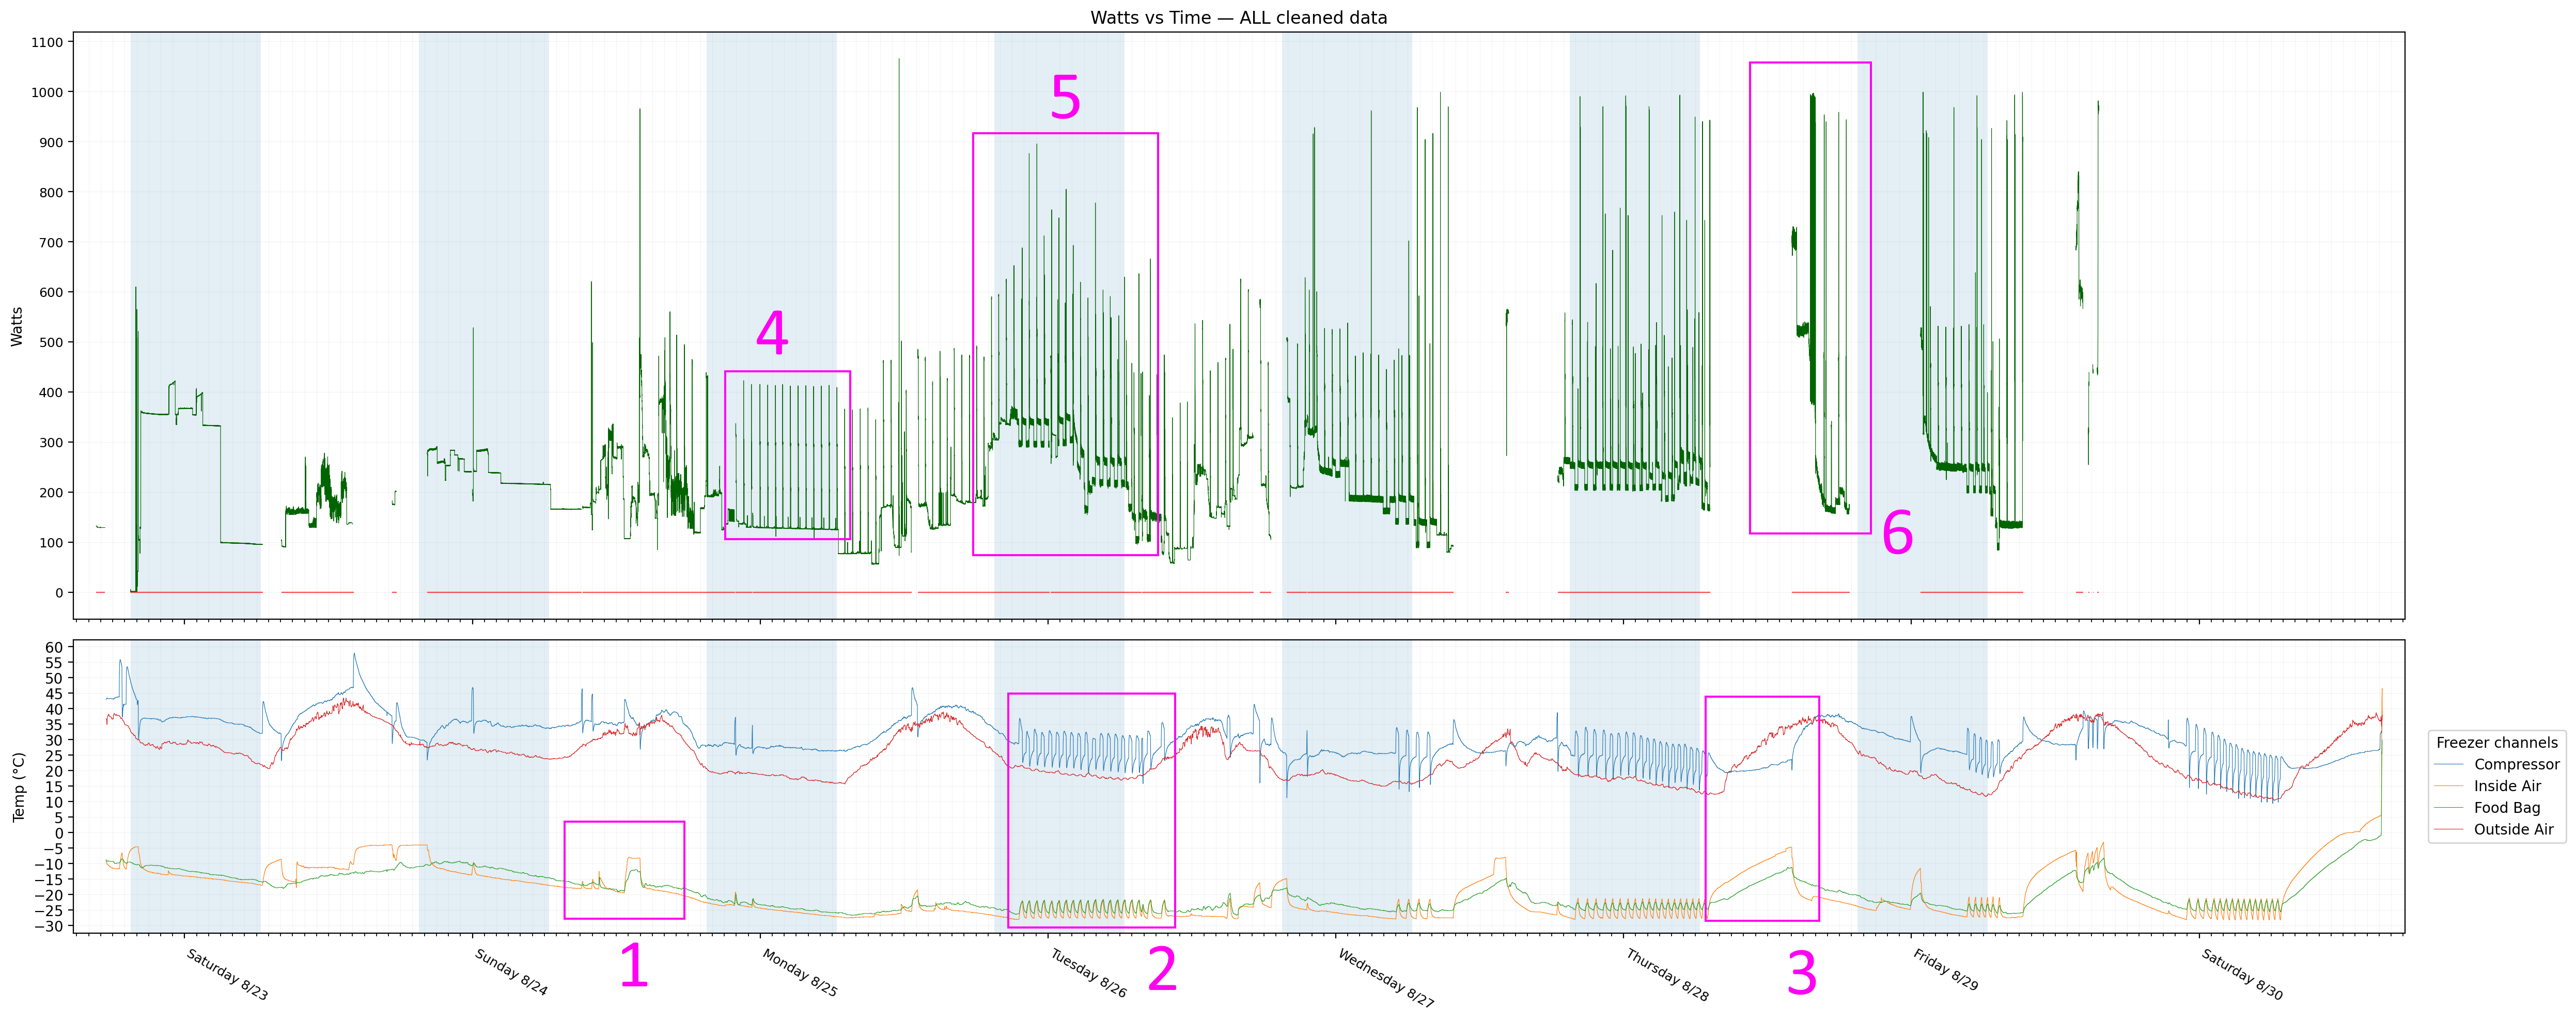 Watts vs Time — ALL cleaned data
1100
1000
900
800
700
600
500
400
300
200
100
0
Watts
5
4
6
60
55
50
45
40
35
30
25
20
15
10
5
0
−5
−10
−15
−20
−25
−30
Temp (°C)
Freezer channels
Compressor
Inside Air
Food Bag
Outside Air
Saturday 8/23
Sunday 8/24
1
Monday 8/25
Tuesday 8/26
2
Wednesday 8/27
Thursday 8/28
3
Friday 8/29
Saturday 8/30